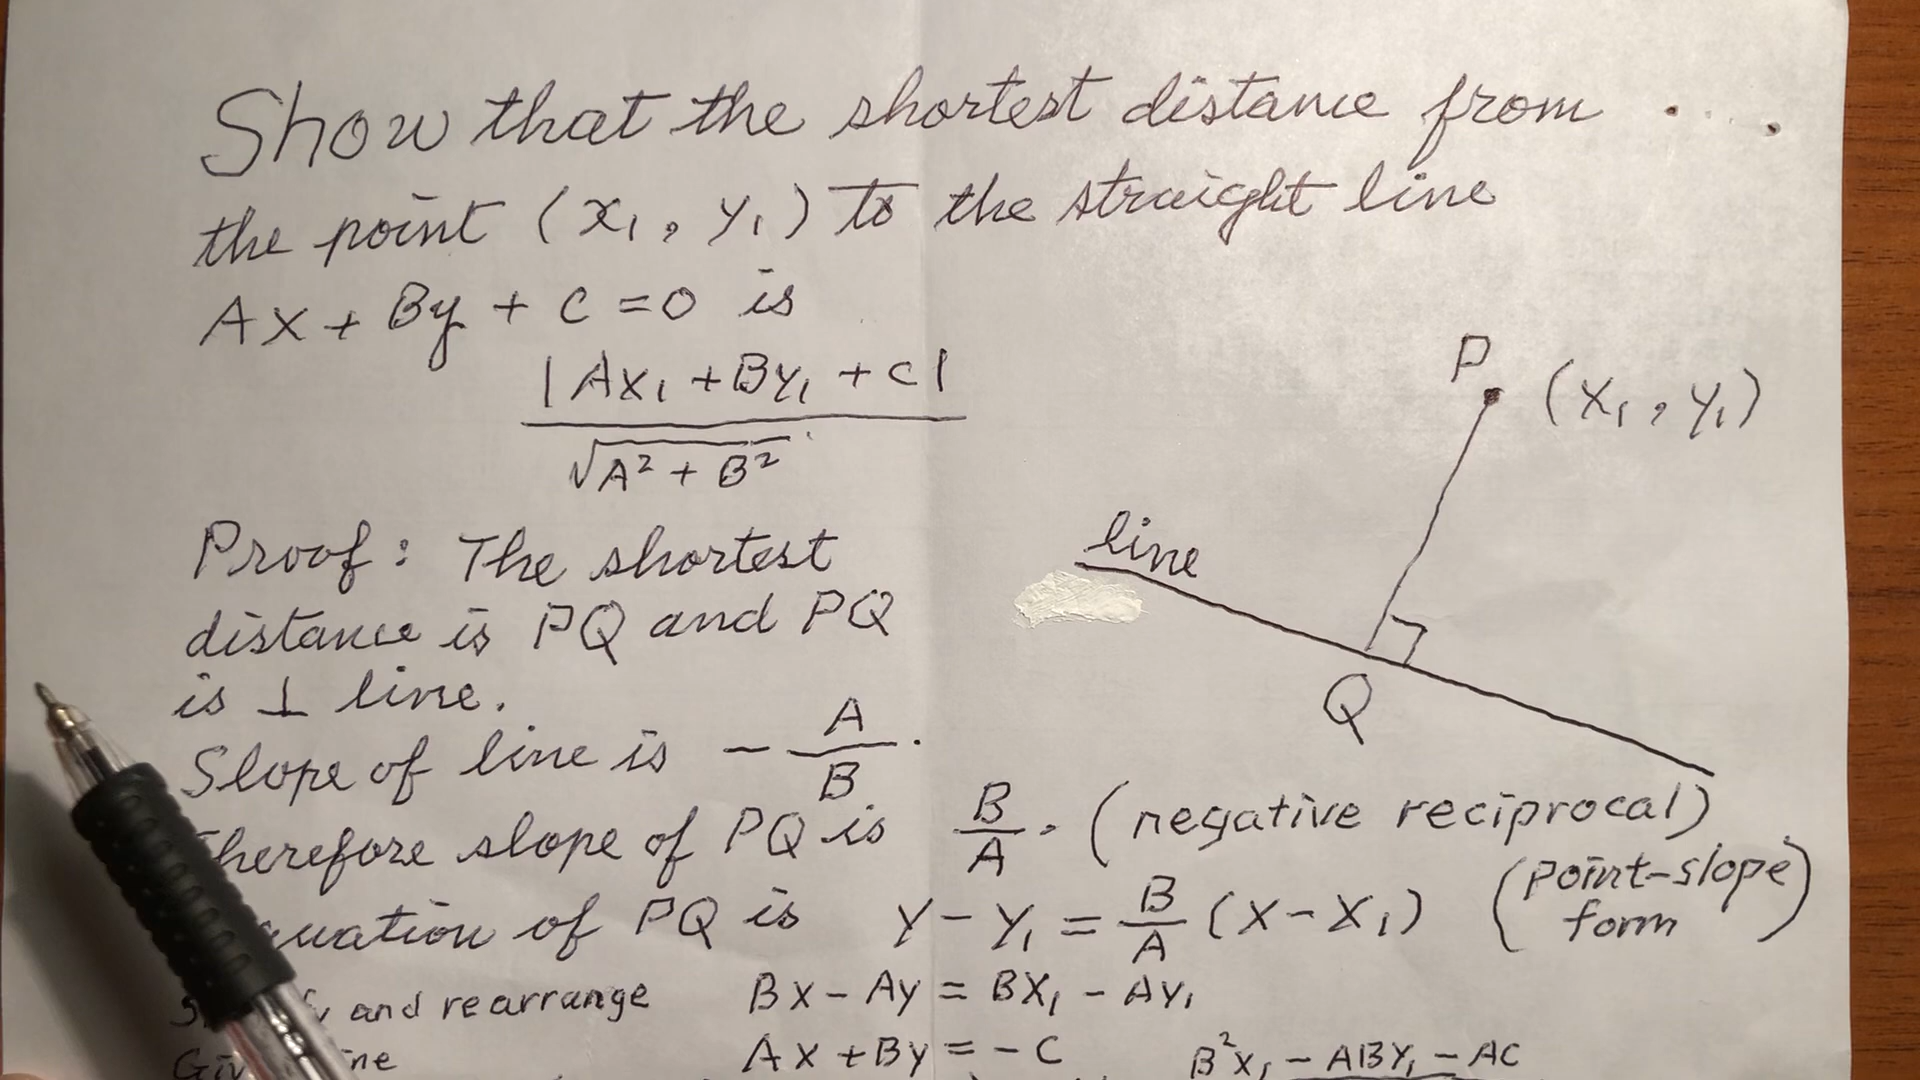 Show that the shortest distance from ....
the point (x₁, y₁) to the straight line
Ax + By + C = 0 is
|Ax₁ + By₁ + C|
√A² + B²
P
(x₁, y₁)
line
Q
Proof: The shortest
distance is PQ and PQ
is ⊥ line.
Slope of line is - A/B.
Therefore slope of PQ is B/A. (negative reciprocal)
of PQ is y - y₁ = B/A (x - x₁) (point-slope form)
and rearrange Bx - Ay = Bx₁ - Ay₁
Ax + By = - C B²x₁ - ABy₁ - AC